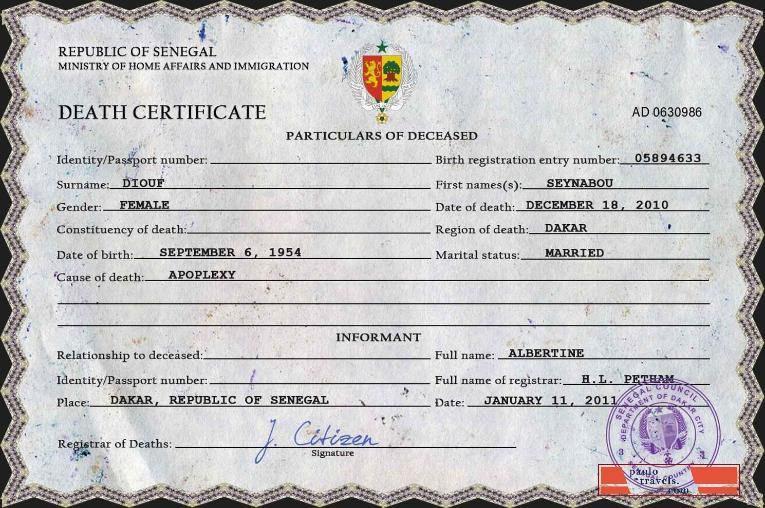 REPUBLIC OF SENEGAL
MINISTRY OF HOME AFFAIRS AND IMMIGRATION
DEATH CERTIFICATE
AD 0630986
PARTICULARS OF DECEASED
Identity/Passport number:
Birth registration entry number: 05894633
Surname: DIOUF
First names(s): SEYNABOU
Gender: FEMALE
Date of death: DECEMBER 18, 2010
Constituency of death:
Region of death: DAKAR
Date of birth: SEPTEMBER 6, 1954
Marital status: MARRIED
Cause of death: APOPLEXY
INFORMANT
Relationship to deceased:
Full name: ALBERTINE
Identity/Passport number:
Full name of registrar: H.L. PETHAM
Place: DAKAR, REPUBLIC OF SENEGAL
Date: JANUARY 11, 2011
Registrar of Deaths: J. Citizen
Signature
SENEGAL COUNCIL
DEPARTMENT OF DAKAR CITY
paulo
travels.
.com